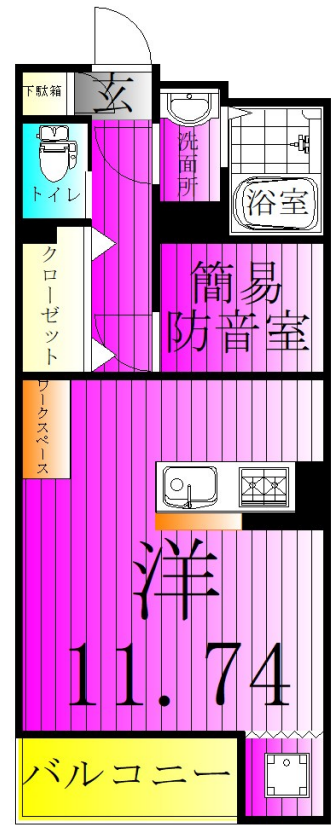 下駄箱
玄
洗面所
トイレ
浴室
クローゼット
簡易
防音室
ワークスペース
洋
11.74
バルコニー